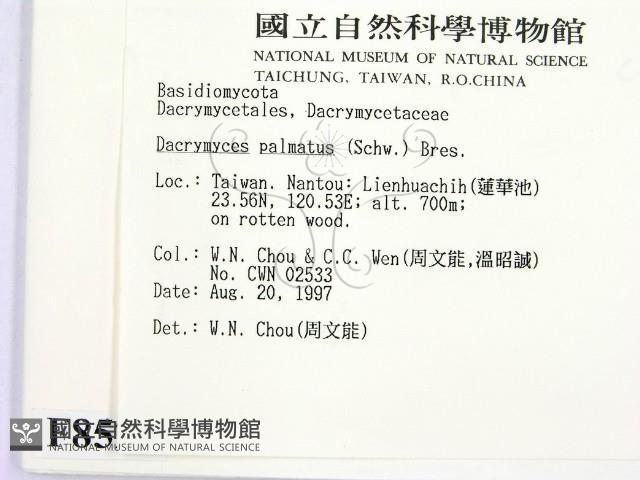 國立自然科學博物館
NATIONAL MUSEUM OF NATURAL SCIENCE
TAICHUNG, TAIWAN, R.O.CHINA
Basidiomycota
Dacrymycetales, Dacrymycetaceae
Dacrymyces palmatus (Schw.) Bres.
Loc.: Taiwan. Nantou: Lienhuachih(蓮華池)
23.56N, 120.53E; alt. 700m;
on rotten wood.
Col.: W.N. Chou & C.C. Wen(周文能,溫昭誠)
No. CWN 02533
Date: Aug. 20, 1997
Det.: W.N. Chou(周文能)
國立自然科學博物館
NATIONAL MUSEUM OF NATURAL SCIENCE